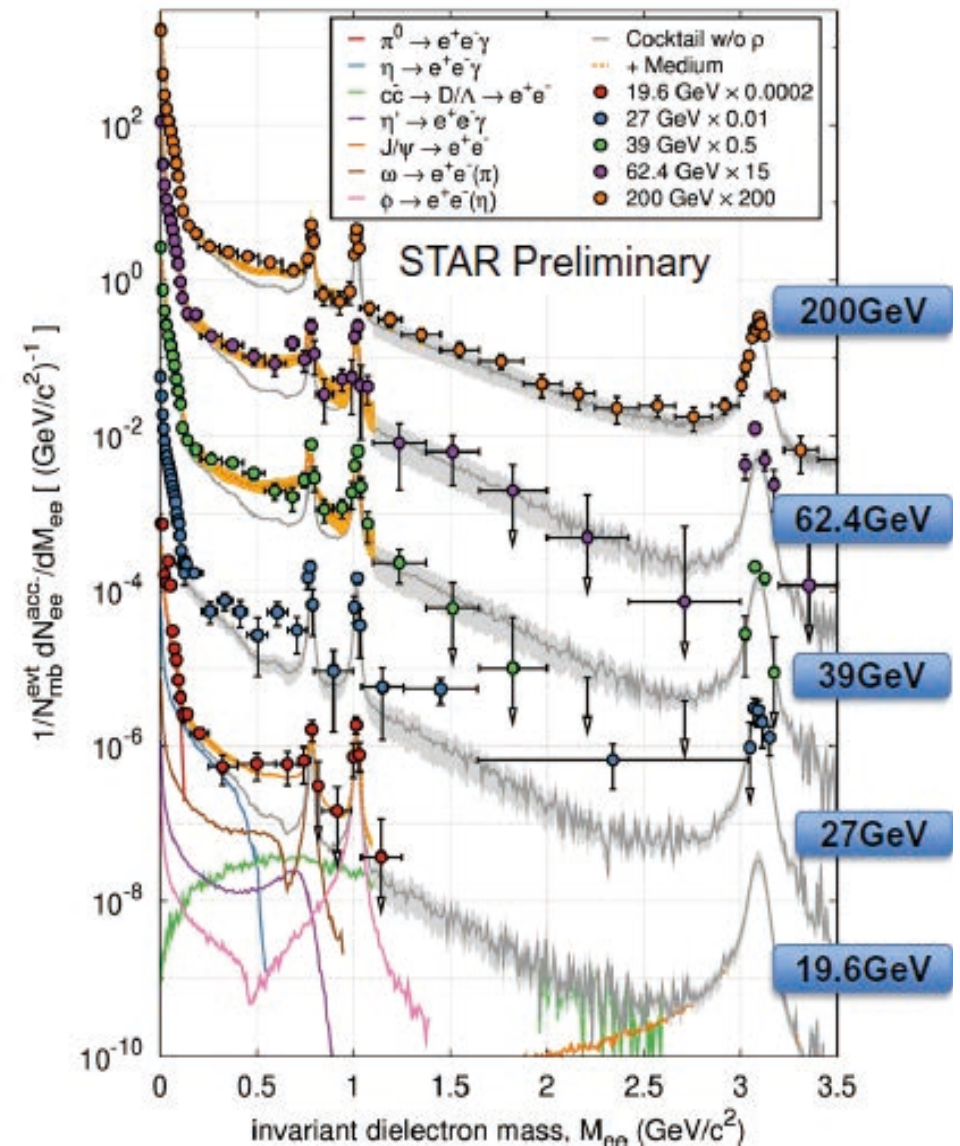 π⁰ → e⁺e⁻γ
η → e⁺e⁻γ
cc̄ → D/Λ → e⁺e⁻
η' → e⁺e⁻γ
J/ψ → e⁺e⁻
ω → e⁺e⁻(π)
ϕ → e⁺e⁻(η)
Cocktail w/o ρ
+ Medium
19.6 GeV × 0.0002
27 GeV × 0.01
39 GeV × 0.5
62.4 GeV × 15
200 GeV × 200
STAR Preliminary
200GeV
62.4GeV
39GeV
27GeV
19.6GeV
1/N_mb^evt dN_ee^acc./dM_ee [ (GeV/c²)⁻¹
10²
10⁰
10⁻²
10⁻⁴
10⁻⁶
10⁻⁸
10⁻¹⁰
0 0.5 1 1.5 2 2.5 3 3.5
invariant dielectron mass, M_ee (GeV/c²)